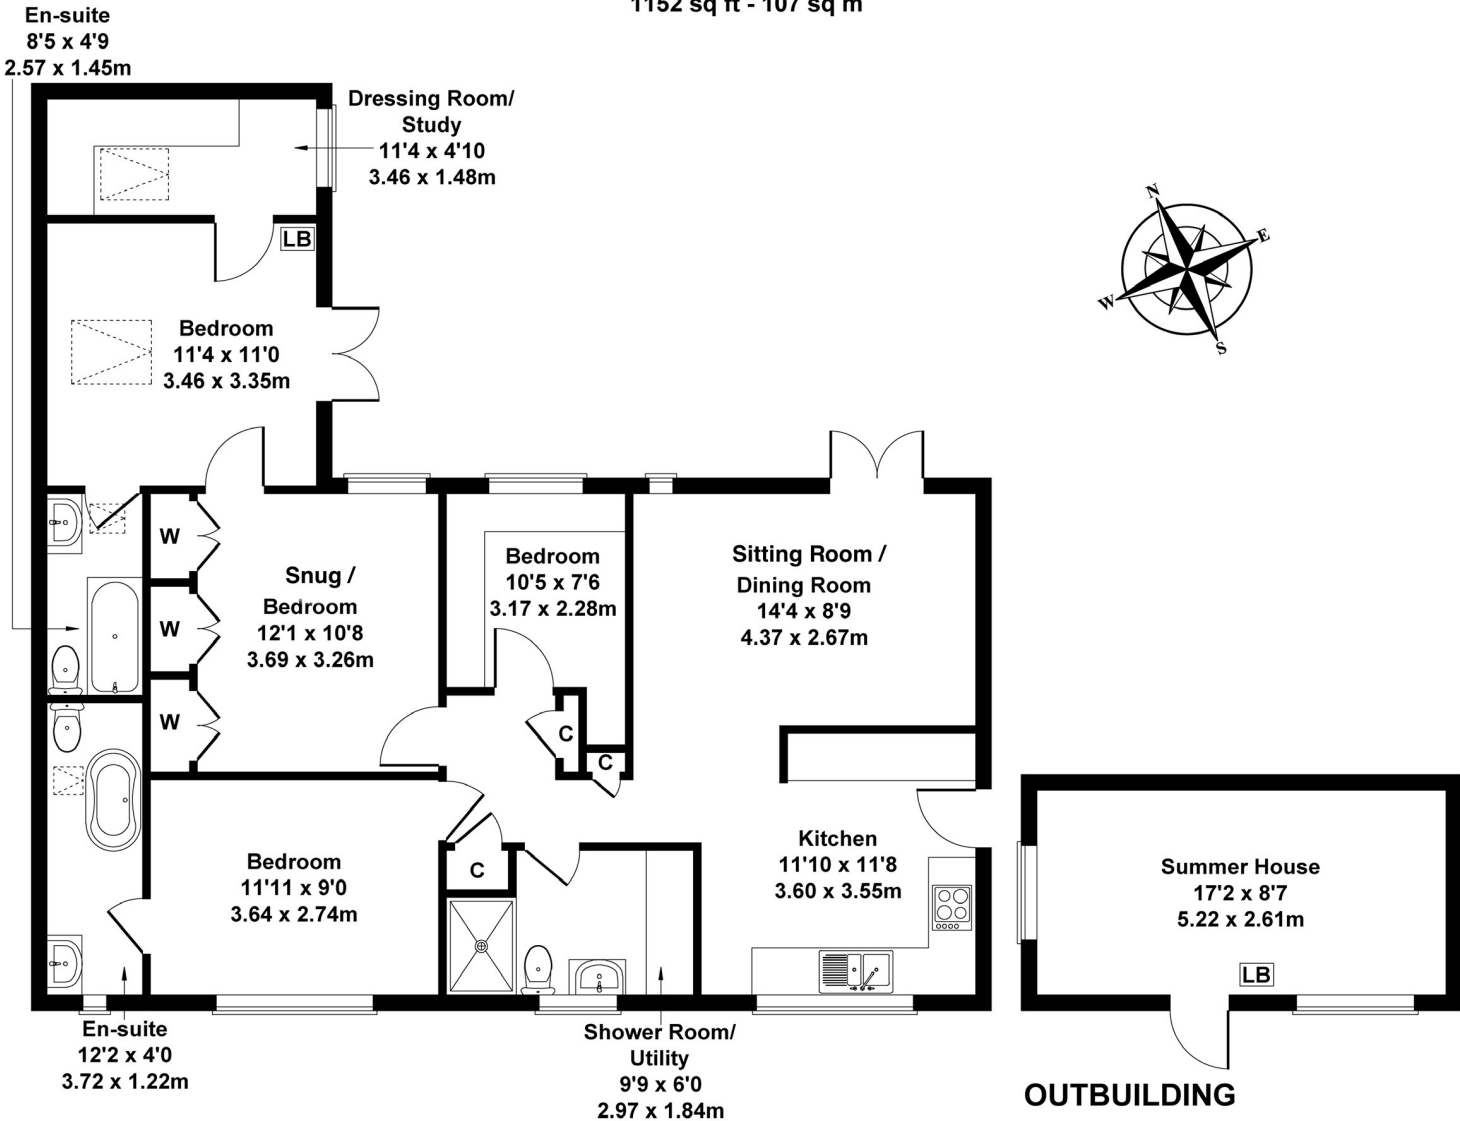 1152 sq ft - 107 sq m
En-suite
8'5 x 4'9
2.57 x 1.45m
Dressing Room/
Study
11'4 x 4'10
3.46 x 1.48m
LB
N
E
W
S
Bedroom
11'4 x 11'0
3.46 x 3.35m
W
W
W
Snug /
Bedroom
12'1 x 10'8
3.69 x 3.26m
Bedroom
10'5 x 7'6
3.17 x 2.28m
Sitting Room /
Dining Room
14'4 x 8'9
4.37 x 2.67m
C
C
C
Bedroom
11'11 x 9'0
3.64 x 2.74m
Kitchen
11'10 x 11'8
3.60 x 3.55m
Summer House
17'2 x 8'7
5.22 x 2.61m
LB
En-suite
12'2 x 4'0
3.72 x 1.22m
Shower Room/
Utility
9'9 x 6'0
2.97 x 1.84m
OUTBUILDING